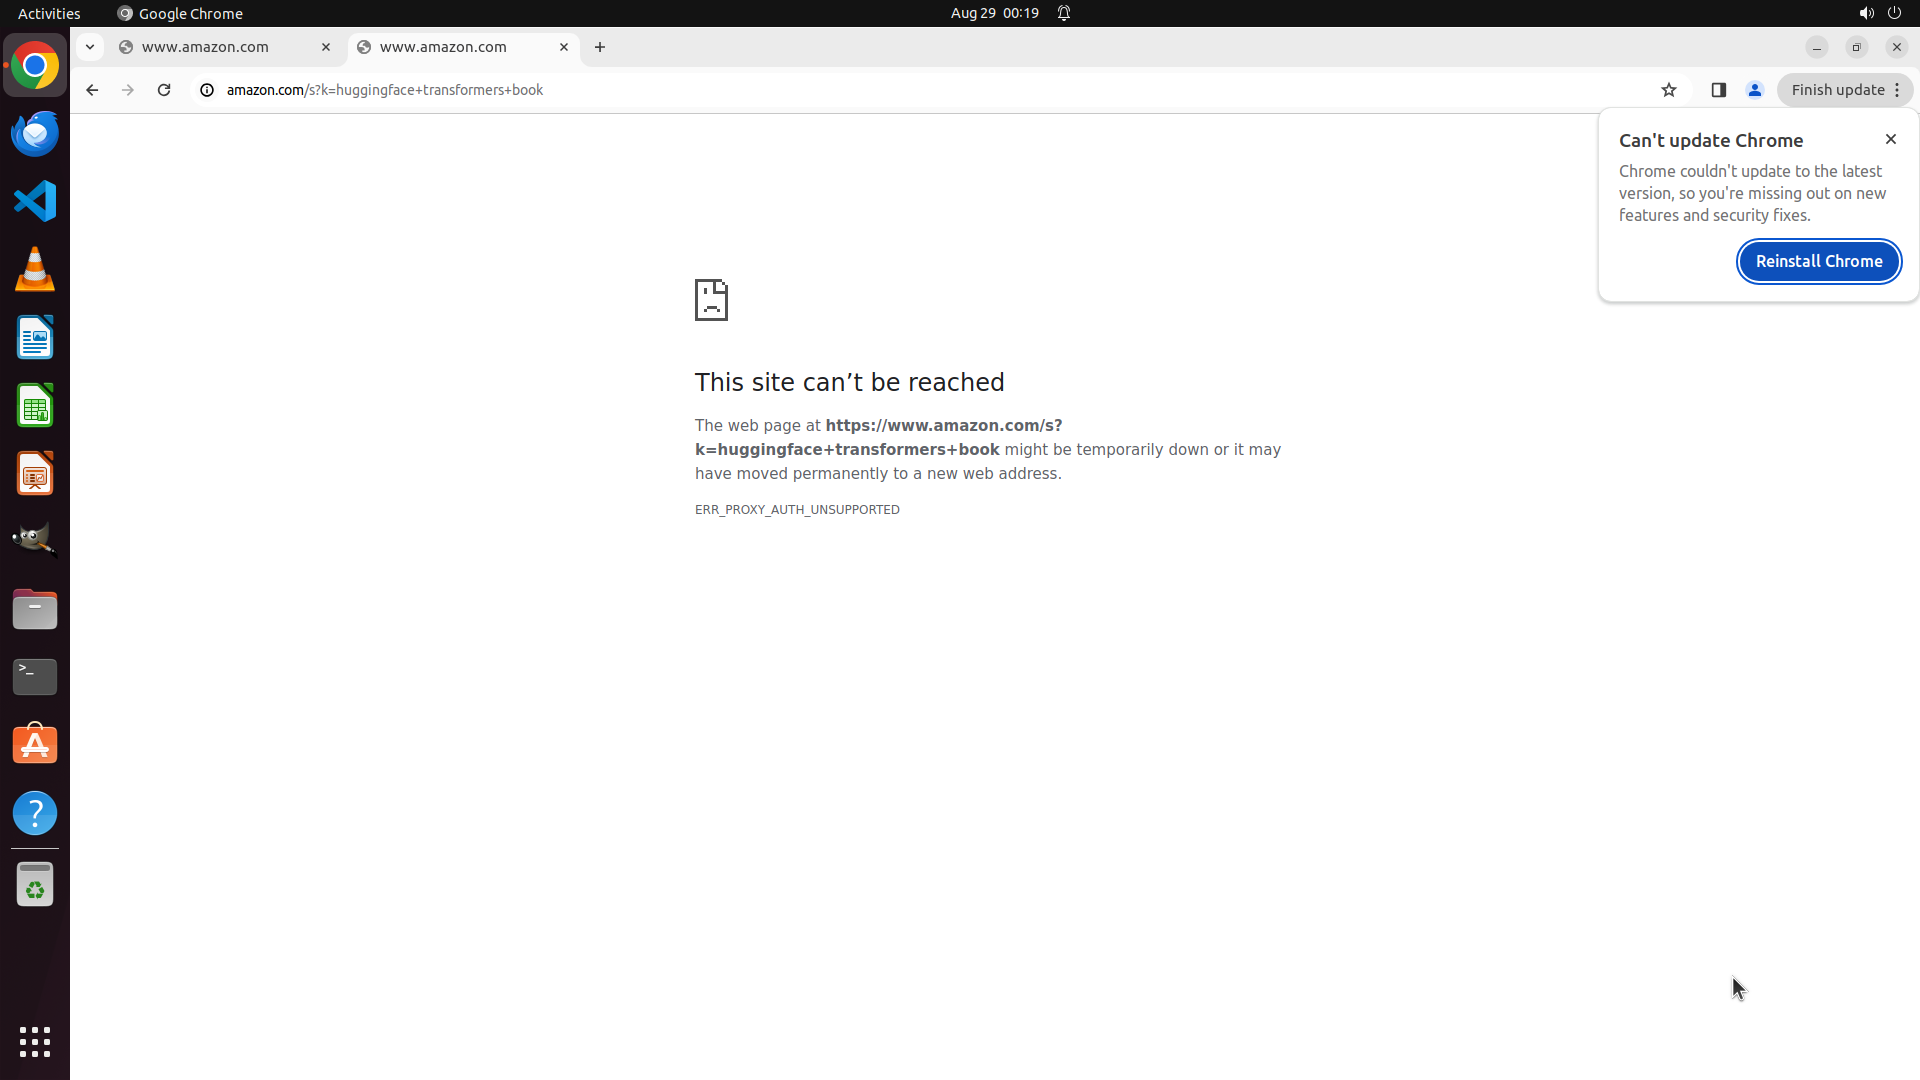 Activities
Google Chrome
Aug 29 00:19
www.amazon.com
www.amazon.com
amazon.com/s?k=huggingface+transformers+book
Finish update
Can't update Chrome
Chrome couldn't update to the latest
version, so you're missing out on new
features and security fixes.
Reinstall Chrome
This site can’t be reached
The web page at https://www.amazon.com/s?
k=huggingface+transformers+book might be temporarily down or it may
have moved permanently to a new web address.
ERR_PROXY_AUTH_UNSUPPORTED